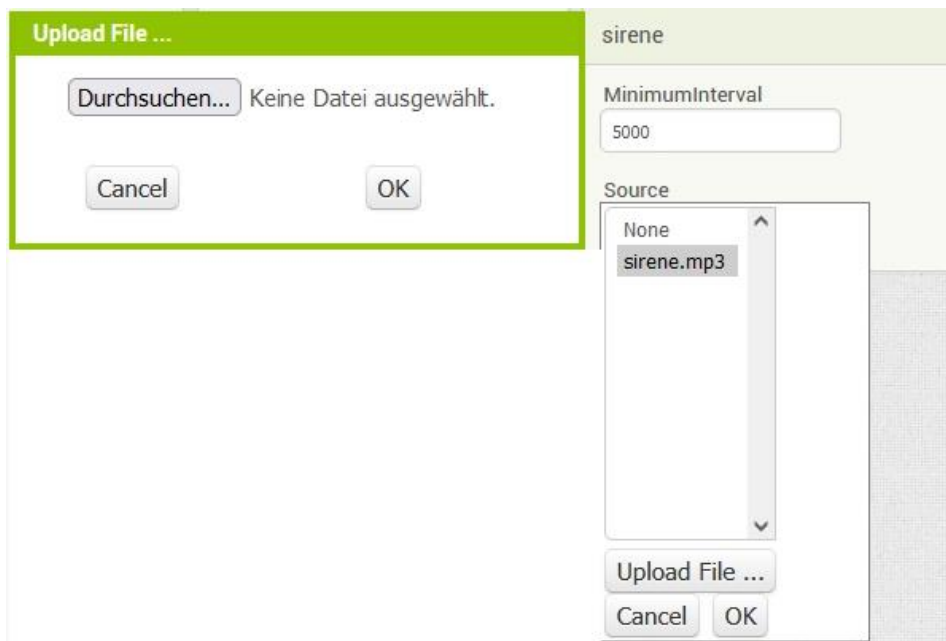 Upload File ...
Durchsuchen... Keine Datei ausgewählt.
Cancel OK
sirene
MinimumInterval
5000
Source
None
sirene.mp3
Upload File ...
Cancel OK